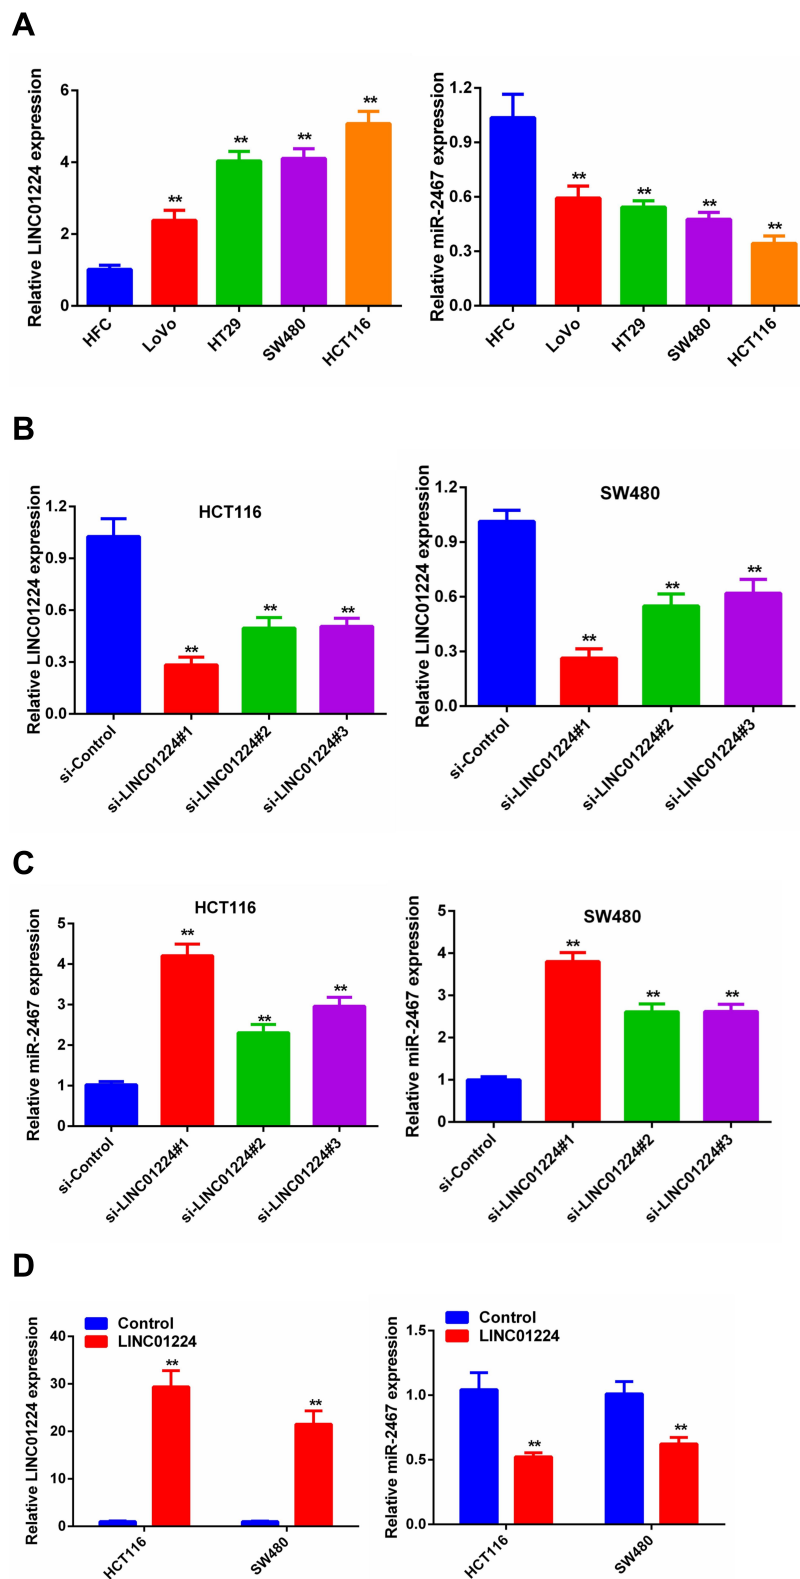 A
Relative LINC01224 expression
6
4
2
0
**
**
**
**
HFC
LoVo
HT29
SW480
HCT116
Relative miR-2467 expression
1.2
0.9
0.6
0.3
0.0
**
**
**
**
HFC
LoVo
HT29
SW480
HCT116
B
HCT116
Relative LINC01224 expression
1.2
0.9
0.6
0.3
0.0
**
**
**
si-Control
si-LINC01224#1
si-LINC01224#2
si-LINC01224#3
SW480
Relative LINC01224 expression
1.2
0.9
0.6
0.3
0.0
**
**
**
si-Control
si-LINC01224#1
si-LINC01224#2
si-LINC01224#3
C
HCT116
Relative miR-2467 expression
5
4
3
2
1
0
**
**
**
si-Control
si-LINC01224#1
si-LINC01224#2
si-LINC01224#3
SW480
Relative miR-2467 expression
5
4
3
2
1
0
**
**
**
si-Control
si-LINC01224#1
si-LINC01224#2
si-LINC01224#3
D
Control
LINC01224
Relative LINC01224 expression
40
30
20
10
0
**
**
HCT116
SW480
Control
LINC01224
Relative miR-2467 expression
1.5
1.0
0.5
0.0
**
**
HCT116
SW480